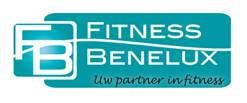 FB
FITNESS
BENELUX
Uw partner in fitness